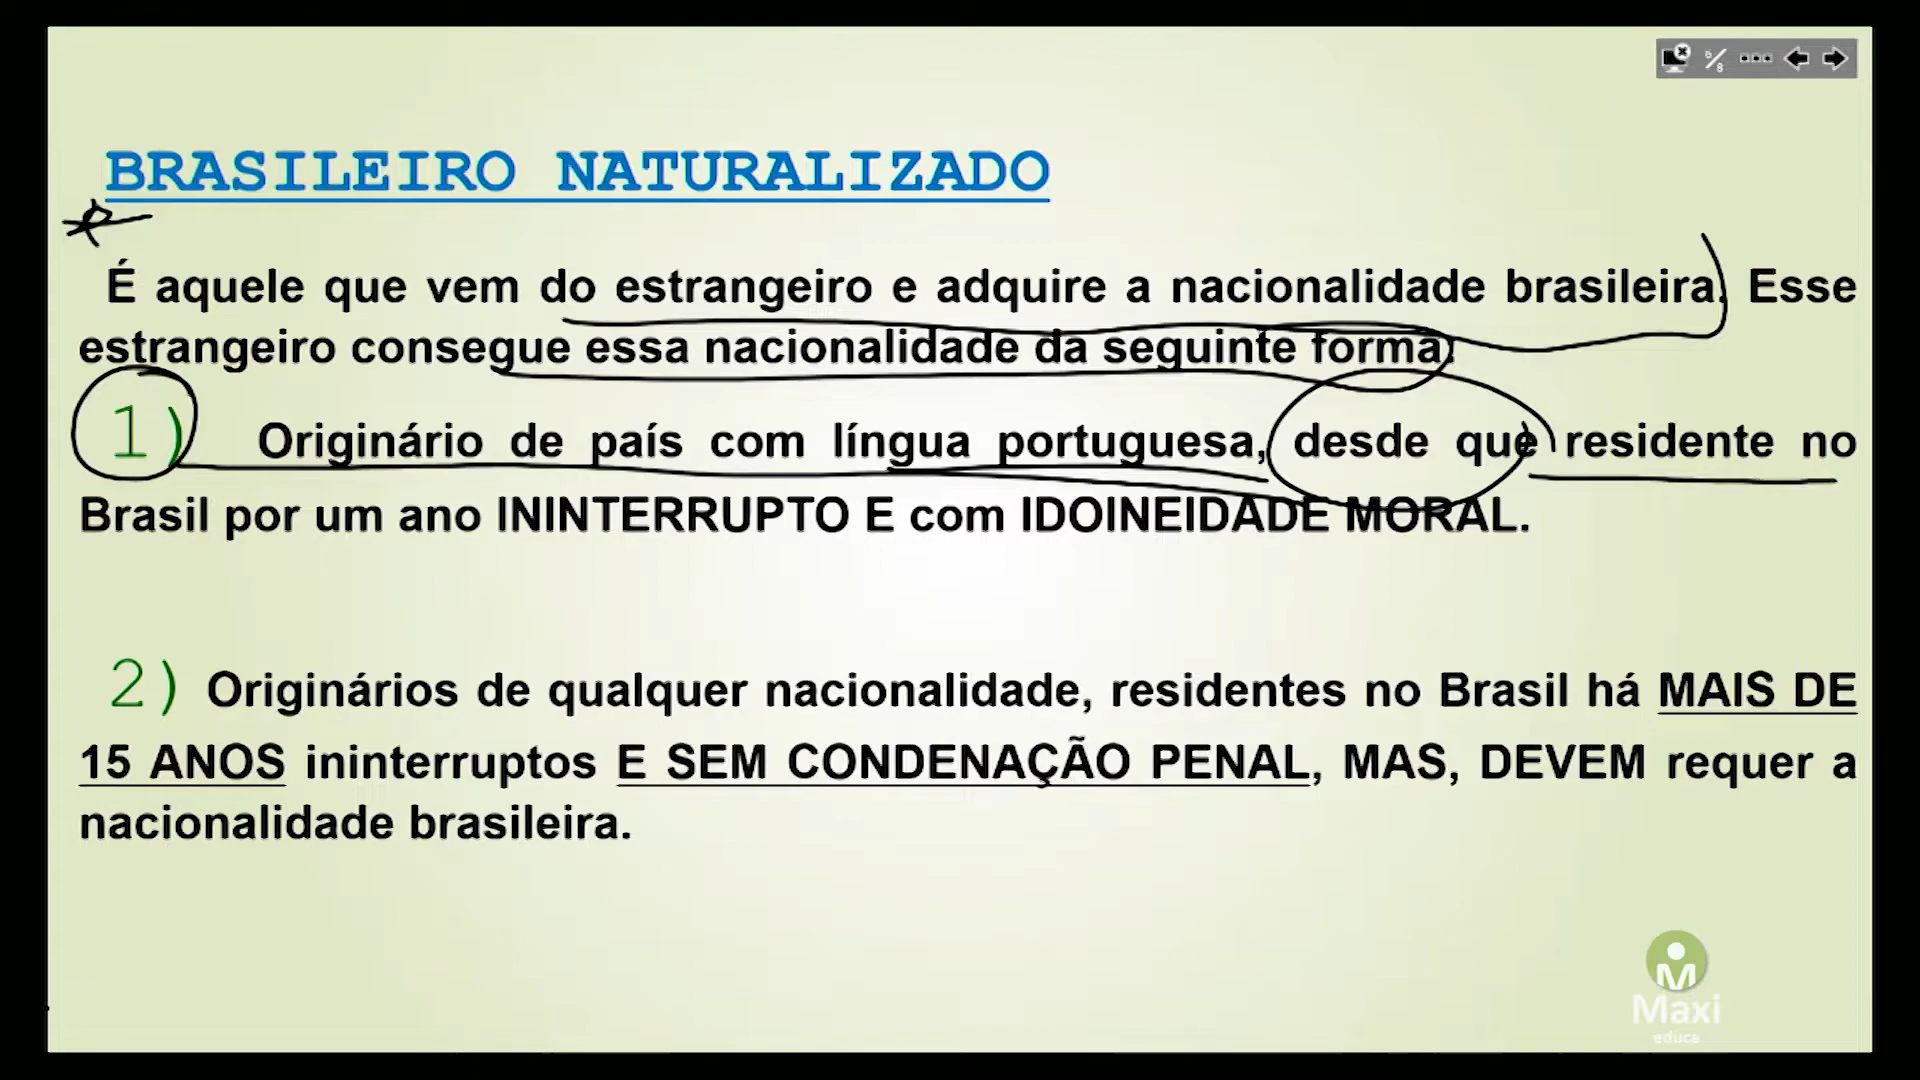 BRASILEIRO NATURALIZADO
É aquele que vem do estrangeiro e adquire a nacionalidade brasileira. Esse
estrangeiro consegue essa nacionalidade da seguinte forma:
1) Originário de país com língua portuguesa, desde que residente no
Brasil por um ano ININTERRUPTO E com IDOINEIDADE MORAL.
2) Originários de qualquer nacionalidade, residentes no Brasil há MAIS DE
15 ANOS ininterruptos E SEM CONDENAÇÃO PENAL, MAS, DEVEM requer a
nacionalidade brasileira.
Maxi
educa